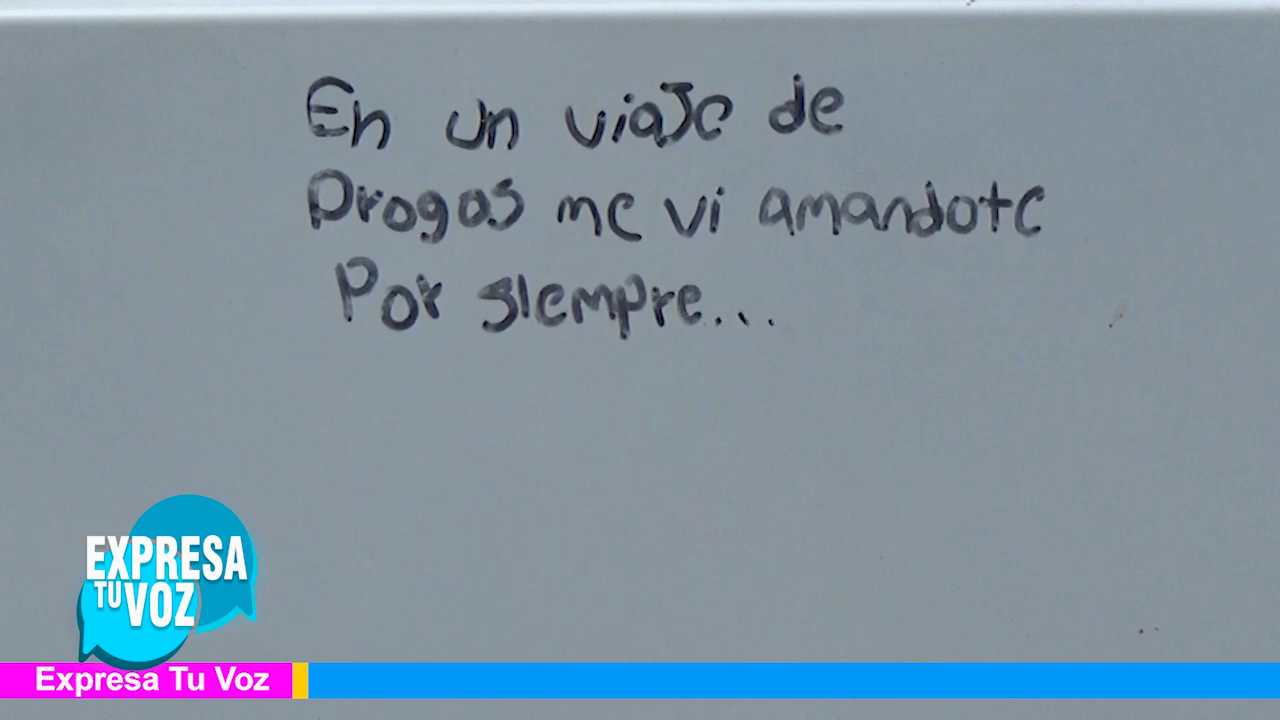 En un viaJe de
Drogas me vi amandote
Por siempre...
EXPRESA
TU VOZ
Expresa Tu Voz